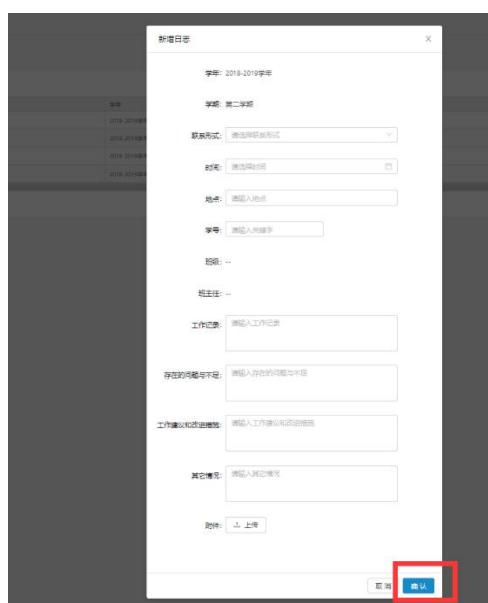 新增日志
学年: 2018-2019学年
学期: 第二学期
联系形式: 请选择联系形式
时间: 请选择时间
地点: 请输入地点
学号: 请输入关键字
班级: --
班主任: --
工作记录: 请输入工作记录
存在的问题与不足: 请输入存在的问题与不足
工作建议和改进措施: 请输入工作建议和改进措施
其它情况: 请输入其它情况
附件: 上传
取消 确认